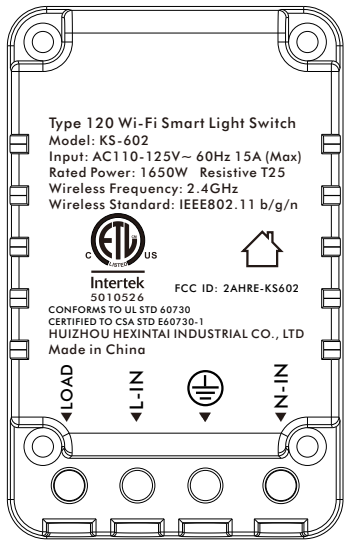 Type 120 Wi-Fi Smart Light Switch
Model: KS-602
Input: AC110-125V~ 60Hz 15A (Max)
Rated Power: 1650W Resistive T25
Wireless Frequency: 2.4GHz
Wireless Standard: IEEE802.11 b/g/n
ETL CM
LISTED
C US
Intertek
5010526
FCC ID: 2AHRE-KS602
CONFORMS TO UL STD 60730
CERTIFIED TO CSA STD E60730-1
HUIZHOU HEXINTAI INDUSTRIAL CO., LTD
Made in China
LOAD
L-IN
N-IN